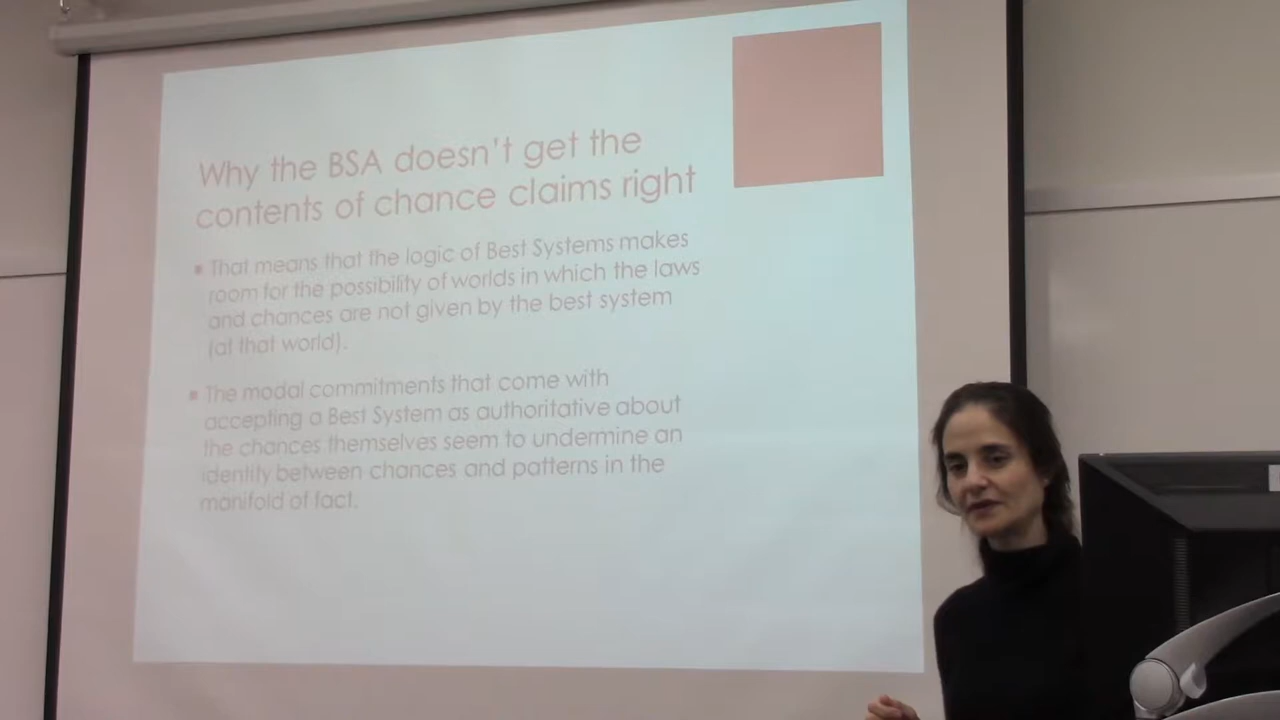 Why the BSA doesn't get the
contents of chance claims right
That means that the logic of Best Systems makes
room for the possibility of worlds in which the laws
and chances are not given by the best system
(at that world).
The modal commitments that come with
accepting a Best System as authoritative about
the chances themselves seem to undermine an
identity between chances and patterns in the
manifold of fact.